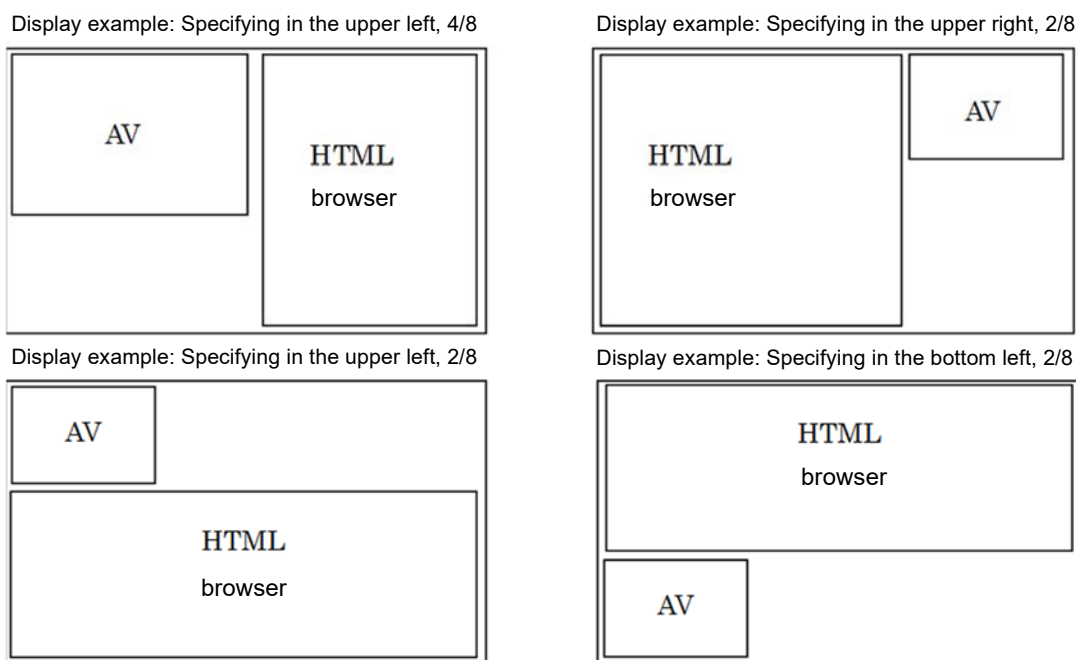 Display example: Specifying in the upper left, 4/8
AV
HTML
browser
Display example: Specifying in the upper right, 2/8
HTML
browser
AV
Display example: Specifying in the upper left, 2/8
AV
HTML
browser
Display example: Specifying in the bottom left, 2/8
HTML
browser
AV